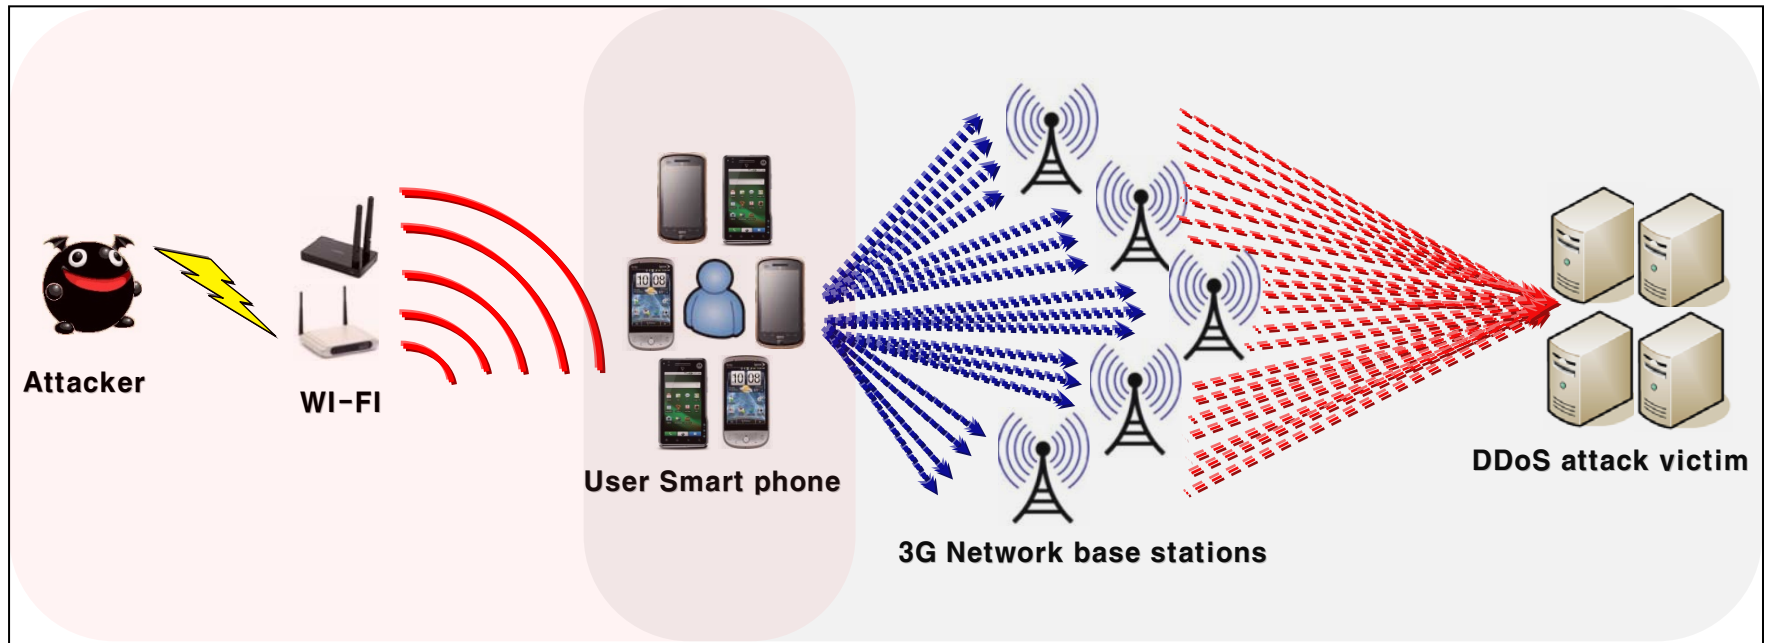 Attacker
WI-FI
User Smart phone
3G Network base stations
DDoS attack victim